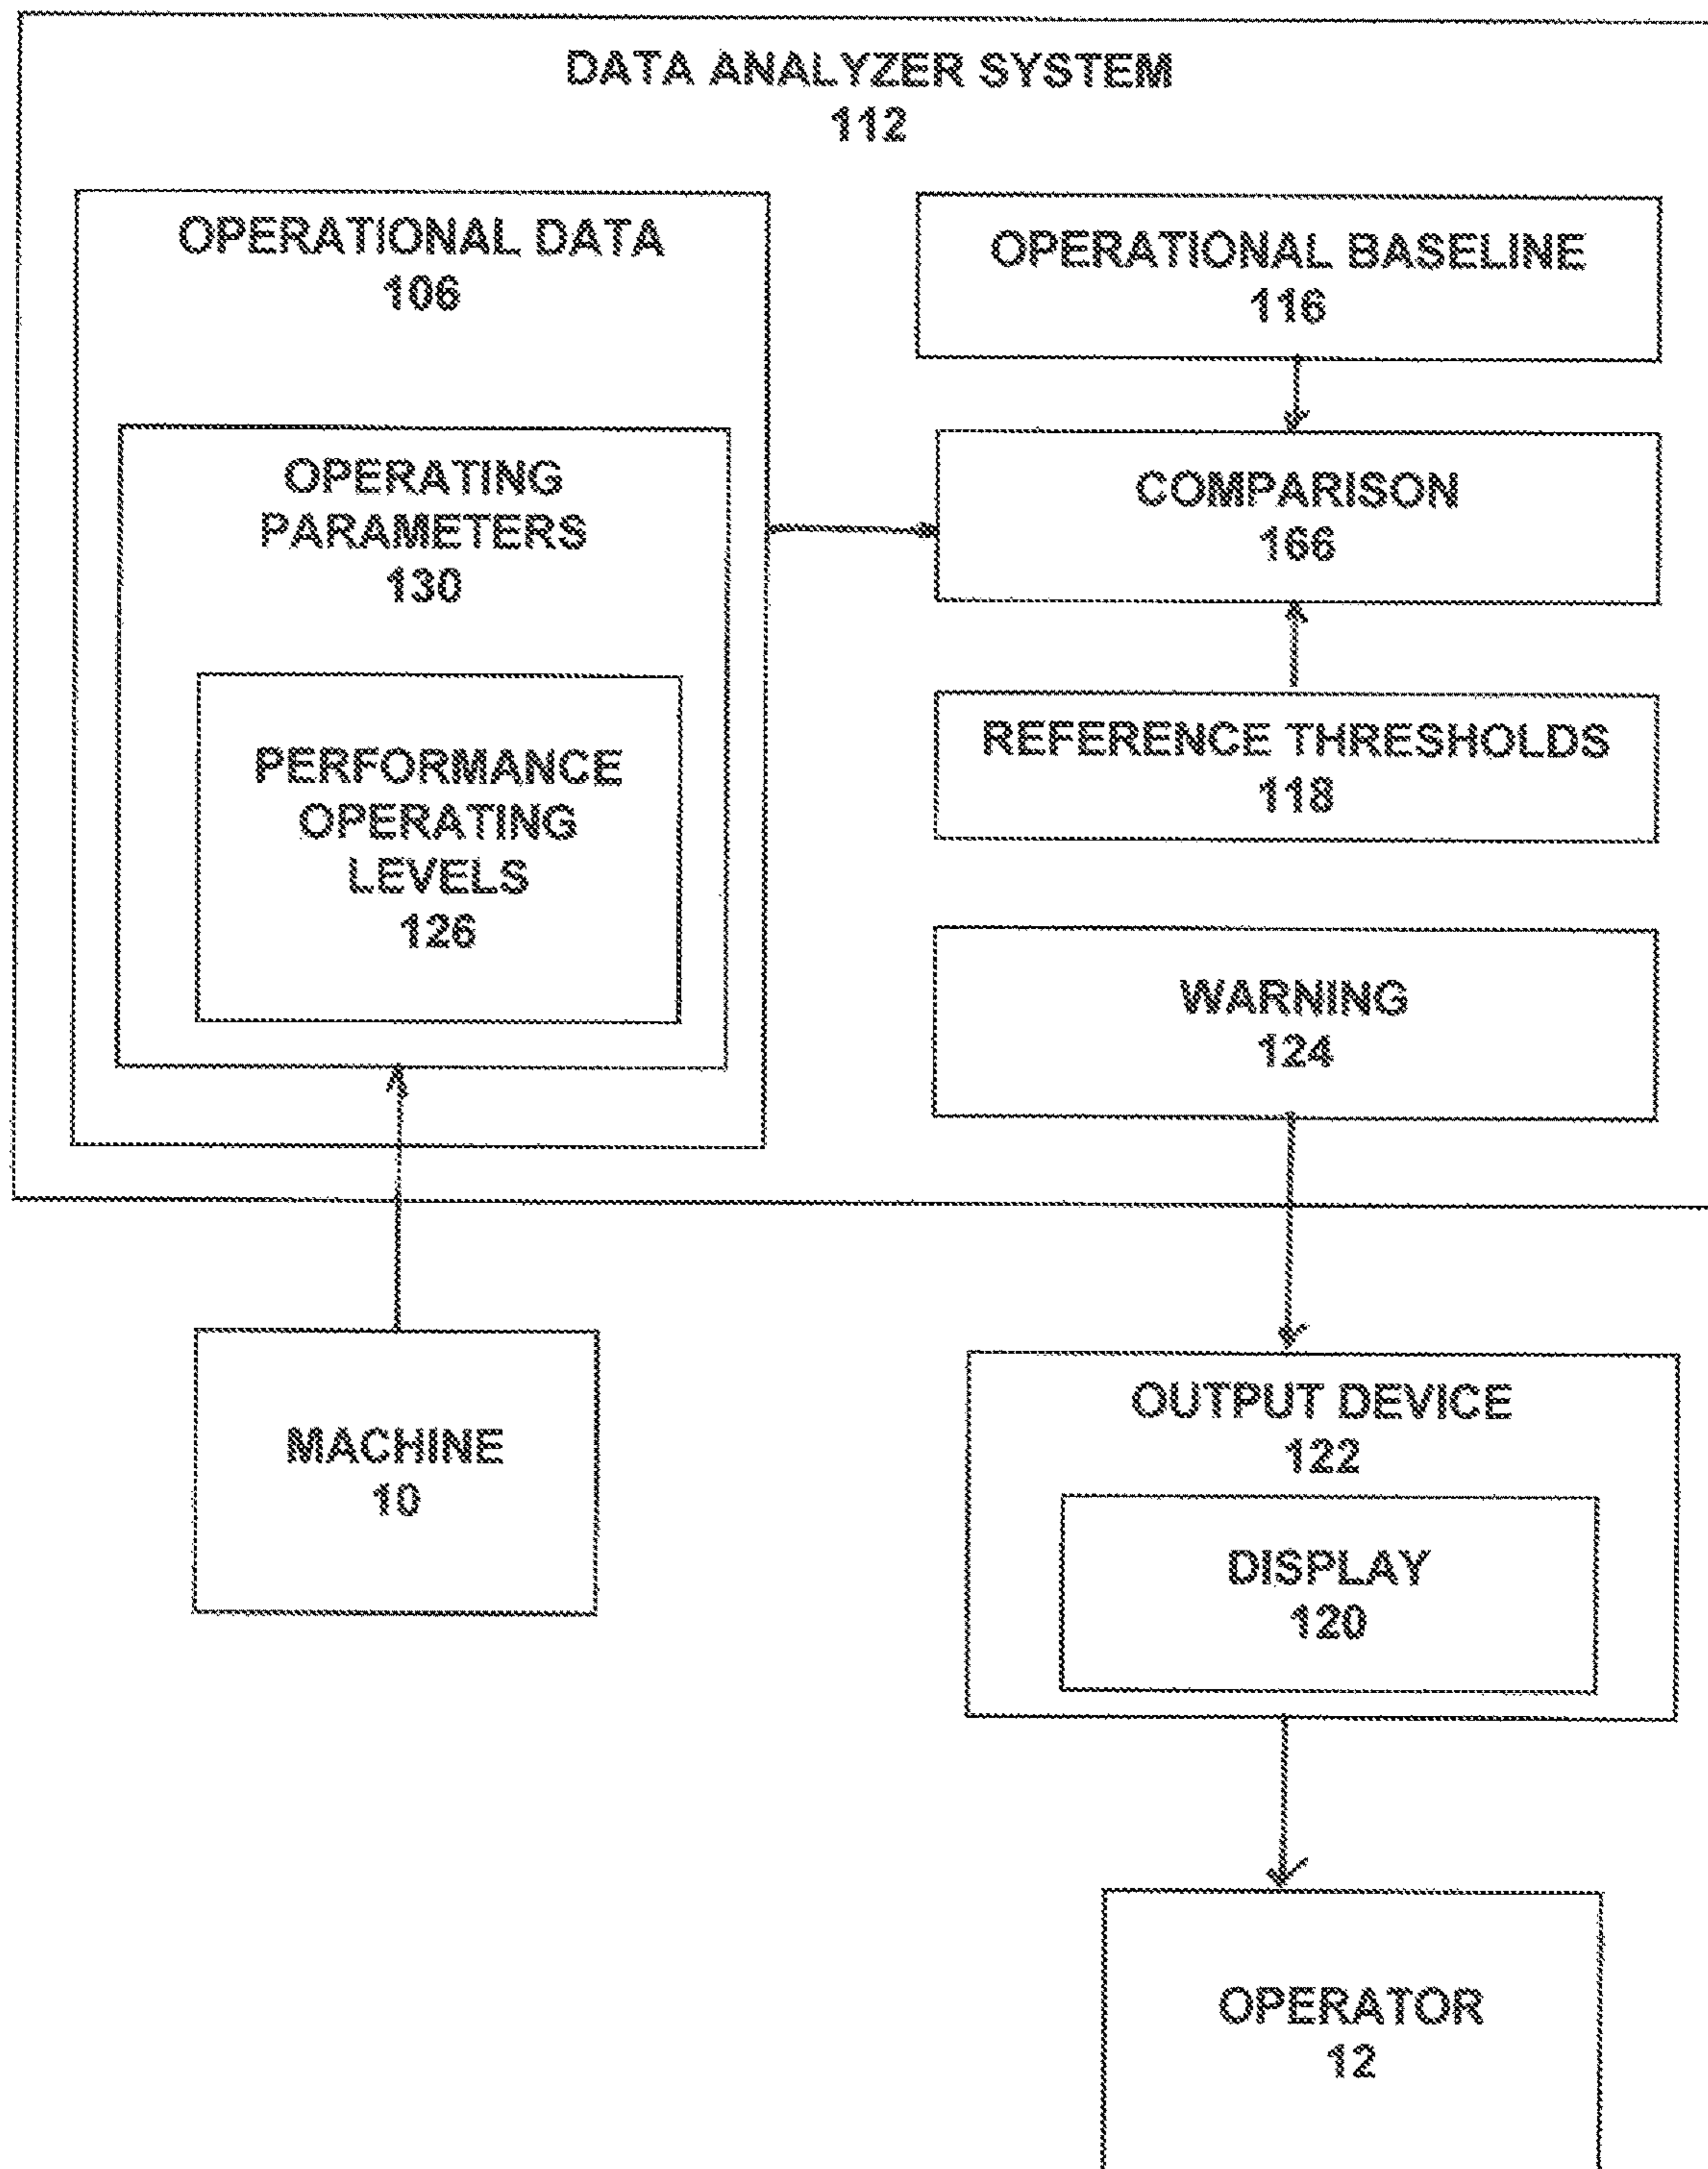 DATA ANALYZER SYSTEM
112
OPERATIONAL DATA
106
OPERATING
PARAMETERS
130
PERFORMANCE
OPERATING
LEVELS
126
OPERATIONAL BASELINE
116
COMPARISON
166
REFERENCE THRESHOLDS
118
WARNING
124
MACHINE
10
OUTPUT DEVICE
122
DISPLAY
120
OPERATOR
12